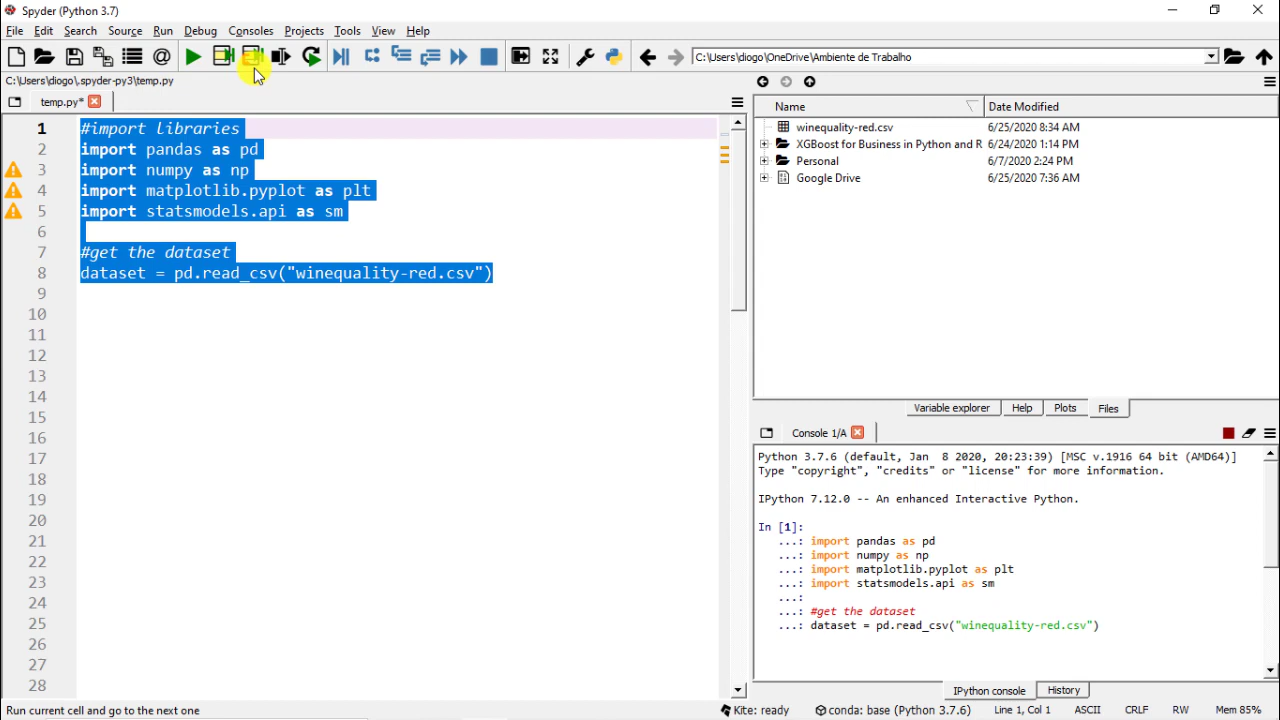 Spyder (Python 3.7)
File Edit Search Source Run Debug Consoles Projects Tools View Help
C:\Users\diogo\OneDrive\Ambiente de Trabalho
C:\Users\diogo\.spyder-py3\temp.py
temp.py*
1 #import libraries
2 import pandas as pd
3 import numpy as np
4 import matplotlib.pyplot as plt
5 import statsmodels.api as sm
6
7 #get the dataset
8 dataset = pd.read_csv("winequality-red.csv")
9
10
11
12
13
14
15
16
17
18
19
20
21
22
23
24
25
26
27
28
Name Date Modified
winequality-red.csv 6/25/2020 8:34 AM
XGBoost for Business in Python and R 6/24/2020 1:14 PM
Personal 6/7/2020 2:24 PM
Google Drive 6/25/2020 7:36 AM
Variable explorer Help Plots Files
Console 1/A
Python 3.7.6 (default, Jan  8 2020, 20:23:39) [MSC v.1916 64 bit (AMD64)]
Type "copyright", "credits" or "license" for more information.
IPython 7.12.0 -- An enhanced Interactive Python.
In [1]:
...: import pandas as pd
...: import numpy as np
...: import matplotlib.pyplot as plt
...: import statsmodels.api as sm
...:
...: #get the dataset
...: dataset = pd.read_csv("winequality-red.csv")
IPython console History
Run current cell and go to the next one
Kite: ready conda: base (Python 3.7.6) Line 1, Col 1 ASCII CRLF RW Mem 85%